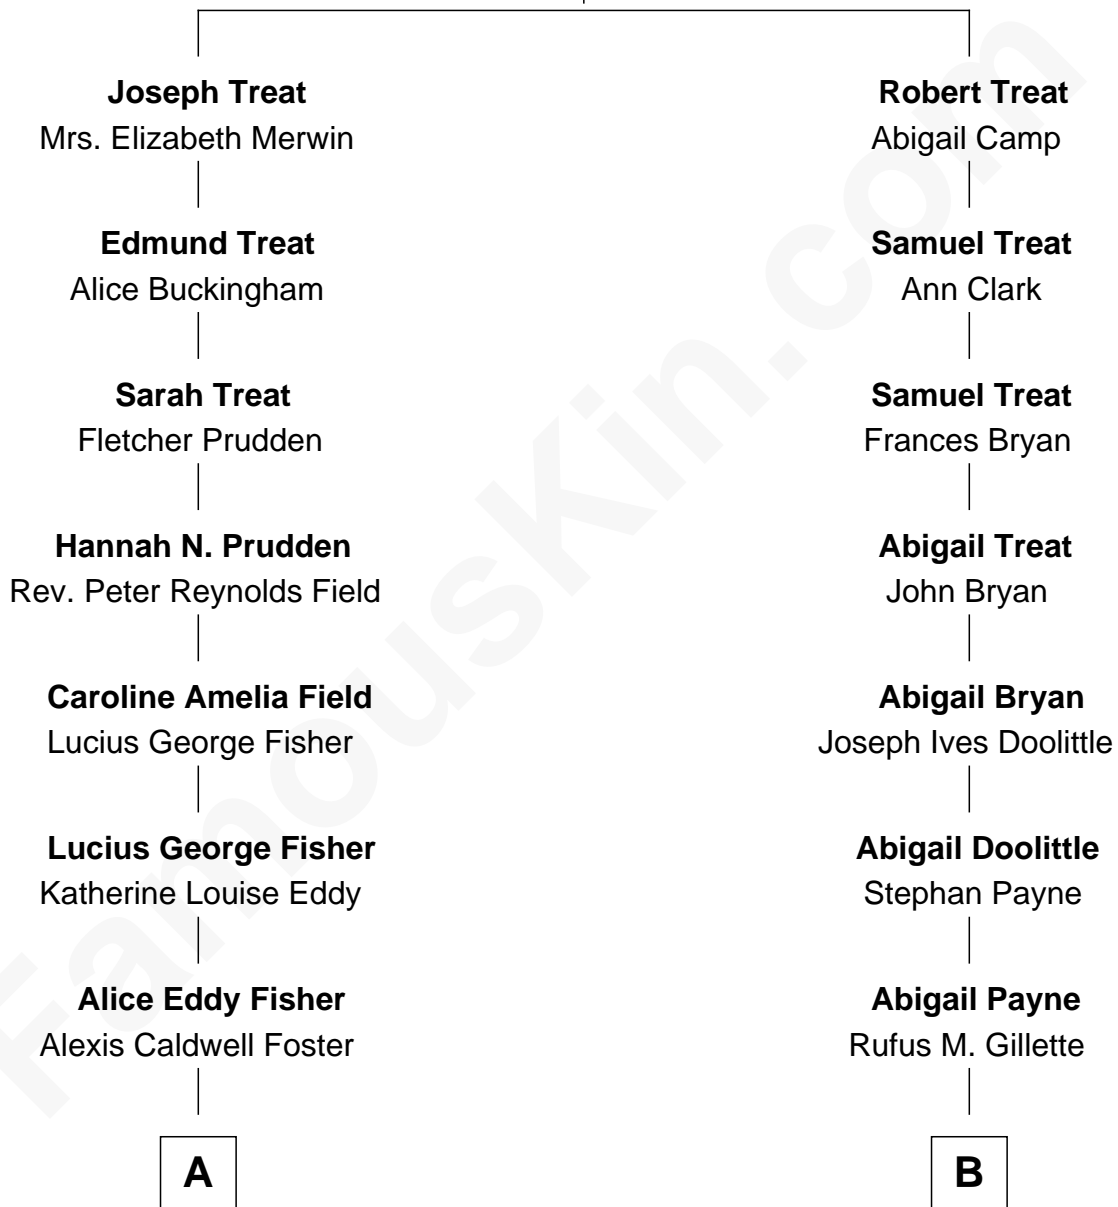 Joseph Treat
Mrs. Elizabeth Merwin
Edmund Treat
Alice Buckingham
Sarah Treat
Fletcher Prudden
Hannah N. Prudden
Rev. Peter Reynolds Field
Caroline Amelia Field
Lucius George Fisher
Lucius George Fisher
Katherine Louise Eddy
Alice Eddy Fisher
Alexis Caldwell Foster
A
Robert Treat
Abigail Camp
Samuel Treat
Ann Clark
Samuel Treat
Frances Bryan
Abigail Treat
John Bryan
Abigail Bryan
Joseph Ives Doolittle
Abigail Doolittle
Stephan Payne
Abigail Payne
Rufus M. Gillette
B
FamousKin.com